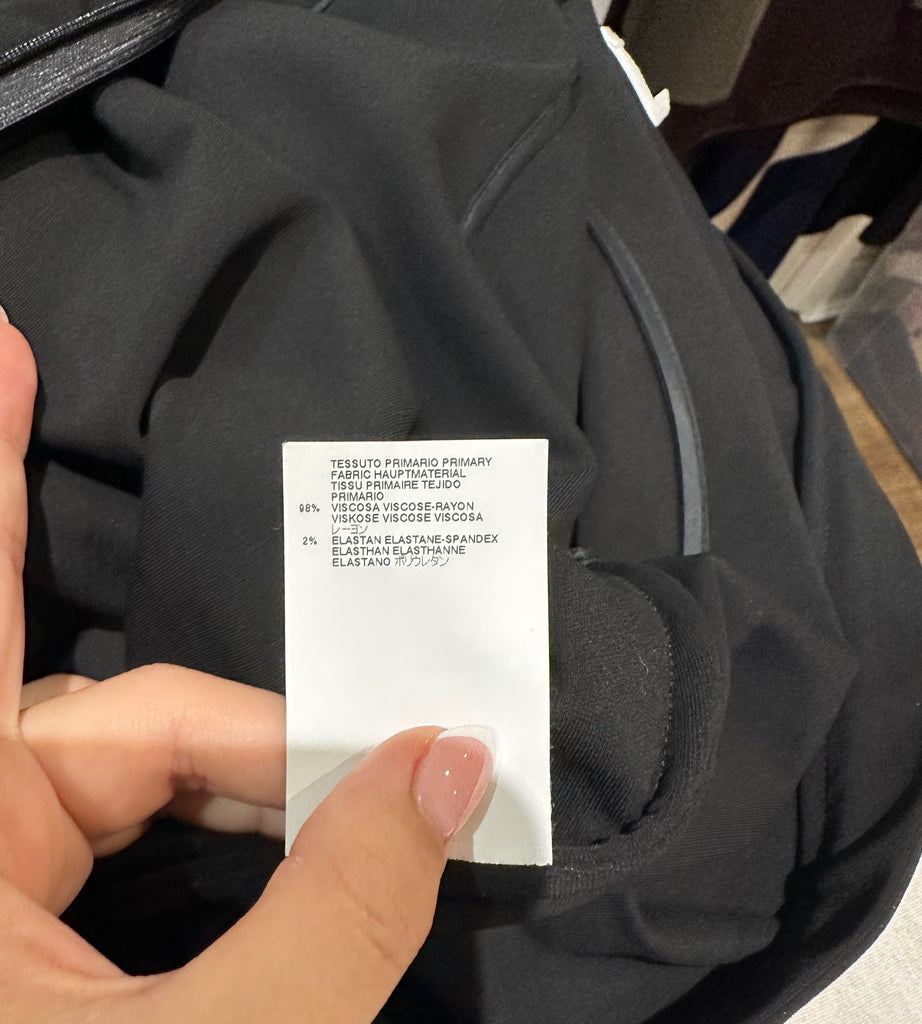 TESSUTO PRIMARIO PRIMARY
FABRIC HAUPTMATERIAL
TISSU PRIMAIRE TEJIDO
PRIMARIO
98% VISCOSA VISCOSE-RAYON
VISKOSE VISCOSE VISCOSA
レーヨン
2% ELASTAN ELASTANE-SPANDEX
ELASTHAN ELASTHANNE
ELASTANO ポリウレタン